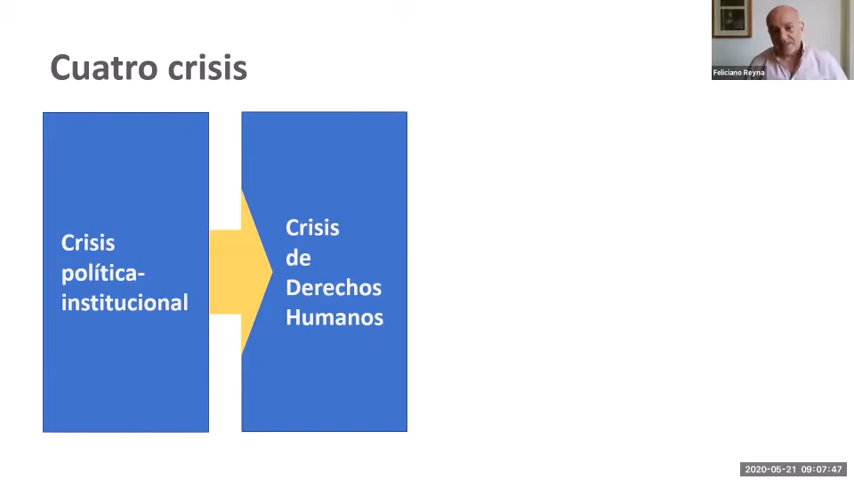 Cuatro crisis
Feliciano Reyna
Crisis
política-
institucional
Crisis
de
Derechos
Humanos
2020-05-21 09:07:47